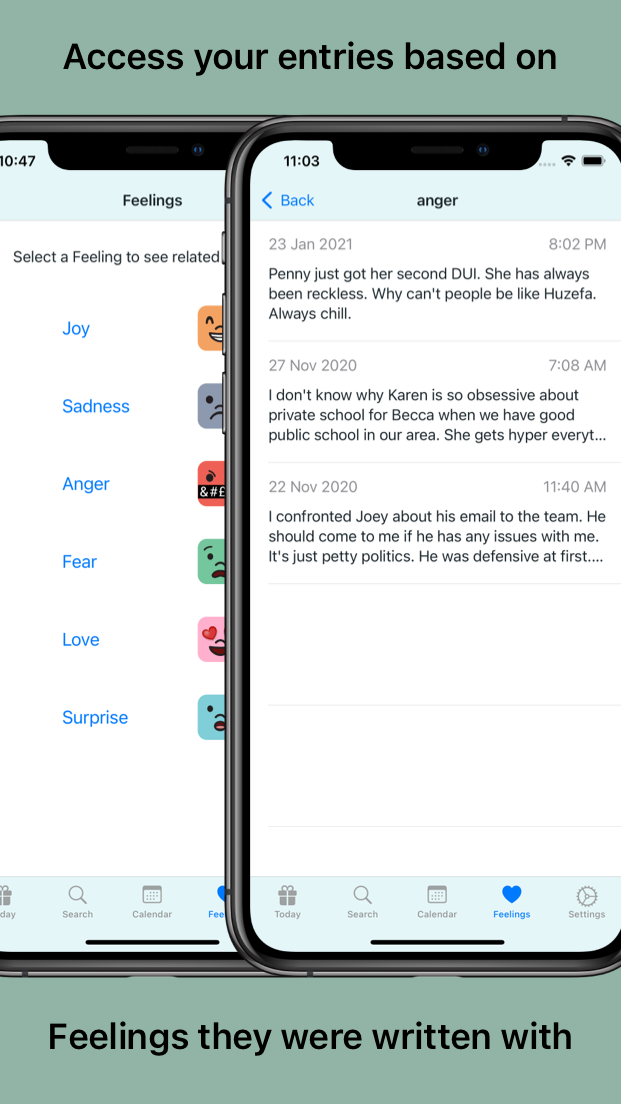 Access your entries based on
10:47
Feelings
Select a Feeling to see related
Joy
Sadness
Anger
&#£
Fear
Love
Surprise
Search
Calendar
11:03
Back
anger
23 Jan 2021 8:02 PM
Penny just got her second DUI. She has always
been reckless. Why can't people be like Huzefa.
Always chill.
27 Nov 2020 7:08 AM
I don't know why Karen is so obsessive about
private school for Becca when we have good
public school in our area. She gets hyper everyt...
22 Nov 2020 11:40 AM
I confronted Joey about his email to the team. He
should come to me if he has any issues with me.
It's just petty politics. He was defensive at first....
Today
Search
Calendar
Feelings
Settings
Feelings they were written with